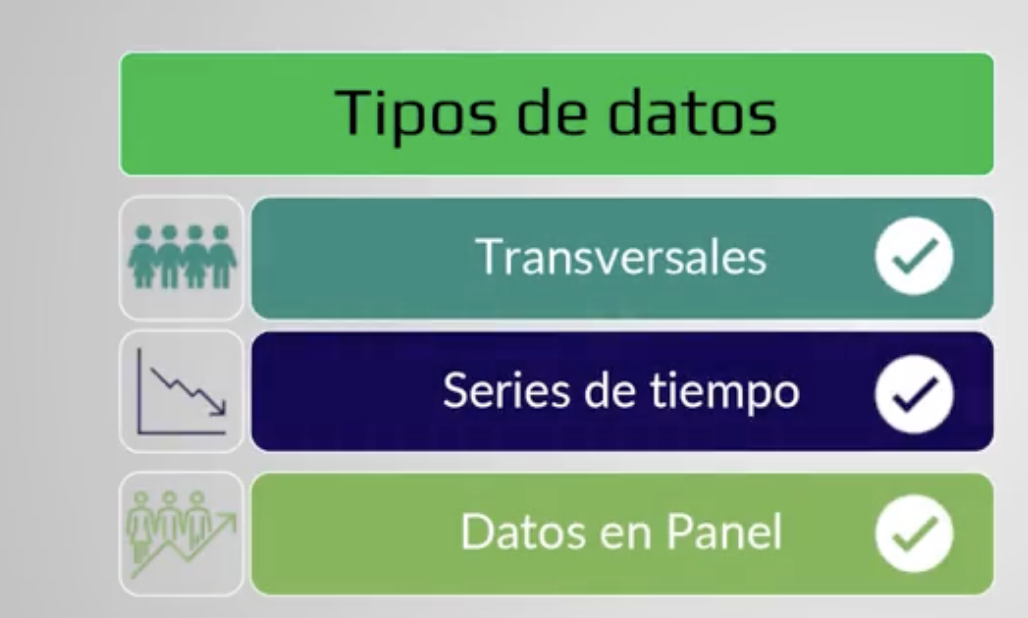 Tipos de datos
Transversales
Series de tiempo
Datos en Panel